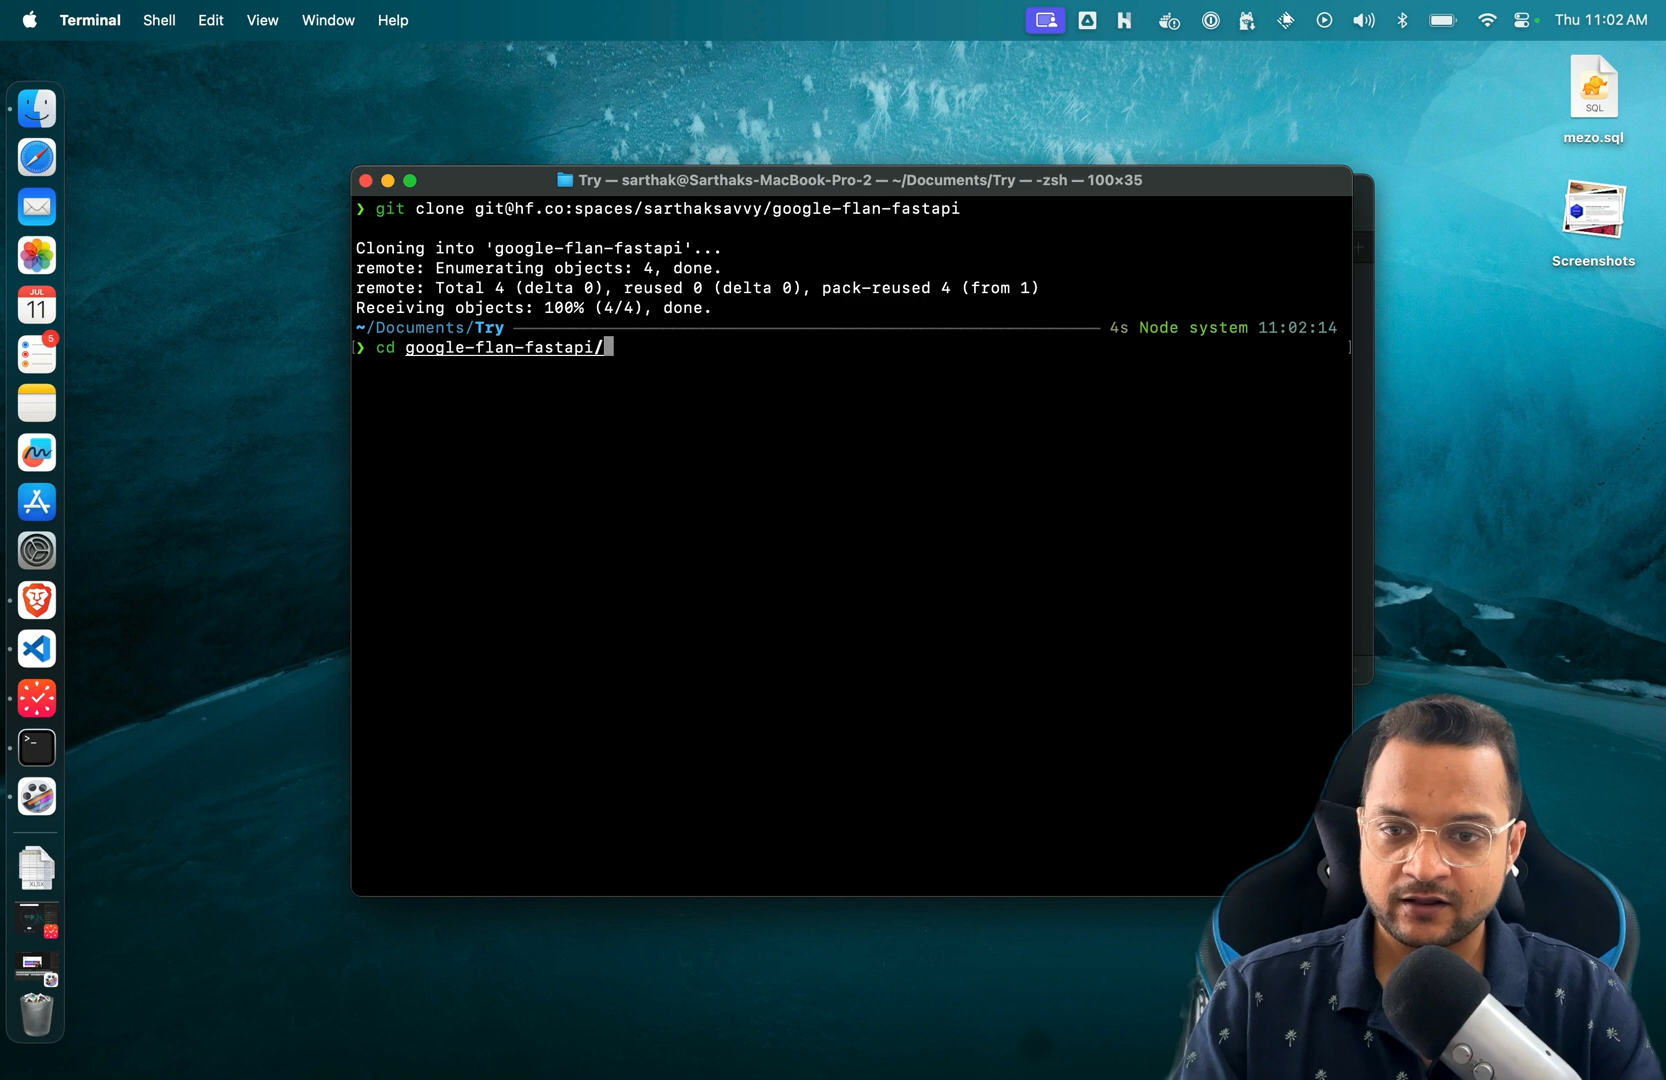 Terminal Shell Edit View Window Help Thu 11:02 AM
SQL
mezo.sql
Screenshots
JUL
11
5
XLSX
Try — sarthak@Sarthaks-MacBook-Pro-2 — ~/Documents/Try — -zsh — 100×35
❯ git clone git@hf.co:spaces/sarthaksavvy/google-flan-fastapi
Cloning into 'google-flan-fastapi'...
remote: Enumerating objects: 4, done.
remote: Total 4 (delta 0), reused 0 (delta 0), pack-reused 4 (from 1)
Receiving objects: 100% (4/4), done.
~/Documents/Try 4s Node system 11:02:14
❯ cd google-flan-fastapi/